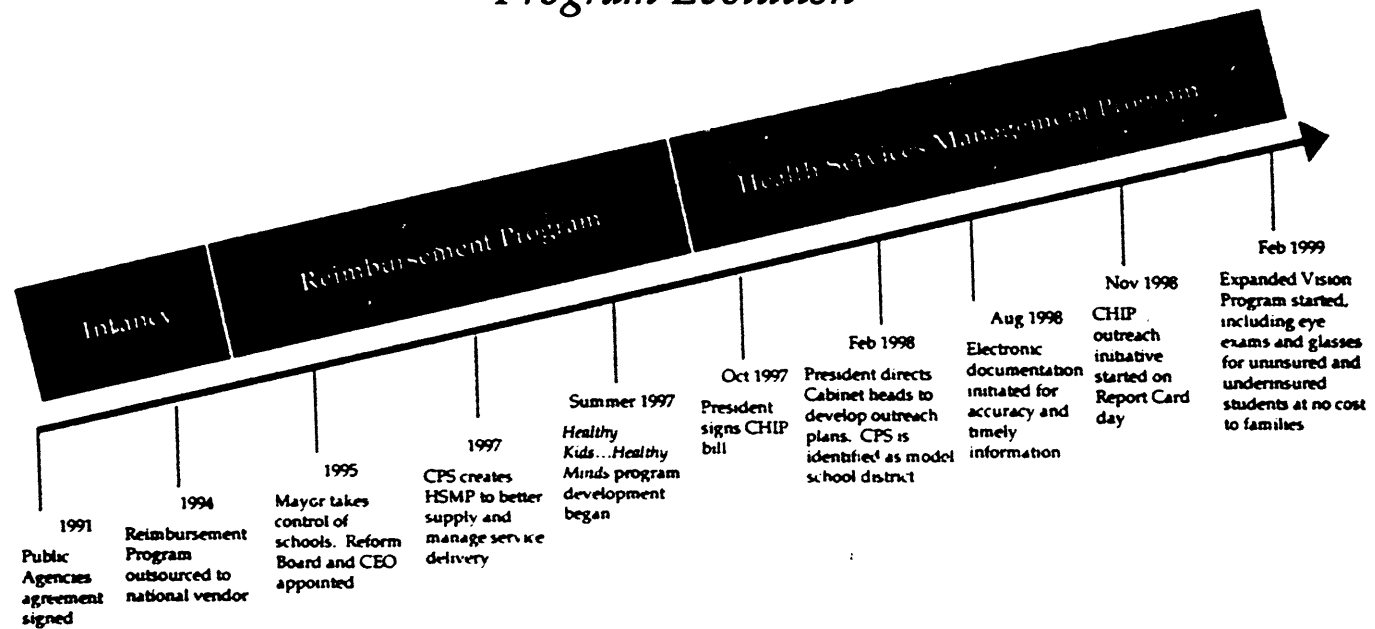 Program Evolution
Infancy
Reimbursement Program
Health Services Management Program
1991
Public
Agencies
agreement
signed
1994
Reimbursement
Program
outsourced to
national vendor
1995
Mayor takes
control of
schools. Reform
Board and CEO
appointed
1997
CPS creates
HSMP to better
supply and
manage service
delivery
Summer 1997
Healthy
Kids...Healthy
Minds program
development
began
Oct 1997
President
signs CHIP
bill
Feb 1998
President directs
Cabinet heads to
develop outreach
plans. CPS is
identified as model
school district
Aug 1998
Electronic
documentation
initiated for
accuracy and
timely
information
Nov 1998
CHIP
outreach
initiative
started on
Report Card
day
Feb 1999
Expanded Vision
Program started,
including eye
exams and glasses
for uninsured and
underinsured
students at no cost
to families